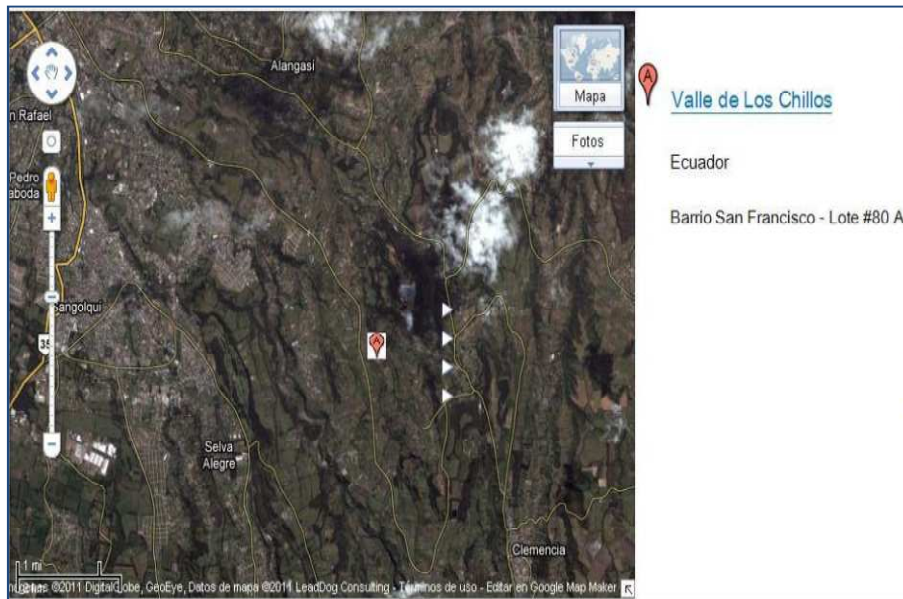 Alangasi
Mapa
Fotos
n Rafael
Pedro
aboda
Sangolqui
35
A
Selva
Alegre
Clemencia
1 mi
2
©2011 DigitalGlobe, GeoEye, Datos de mapa ©2011 LeadDog Consulting - Términos de uso - Editar en Google Map Maker
A
Valle de Los Chillos
Ecuador
Barrio San Francisco - Lote #80 A